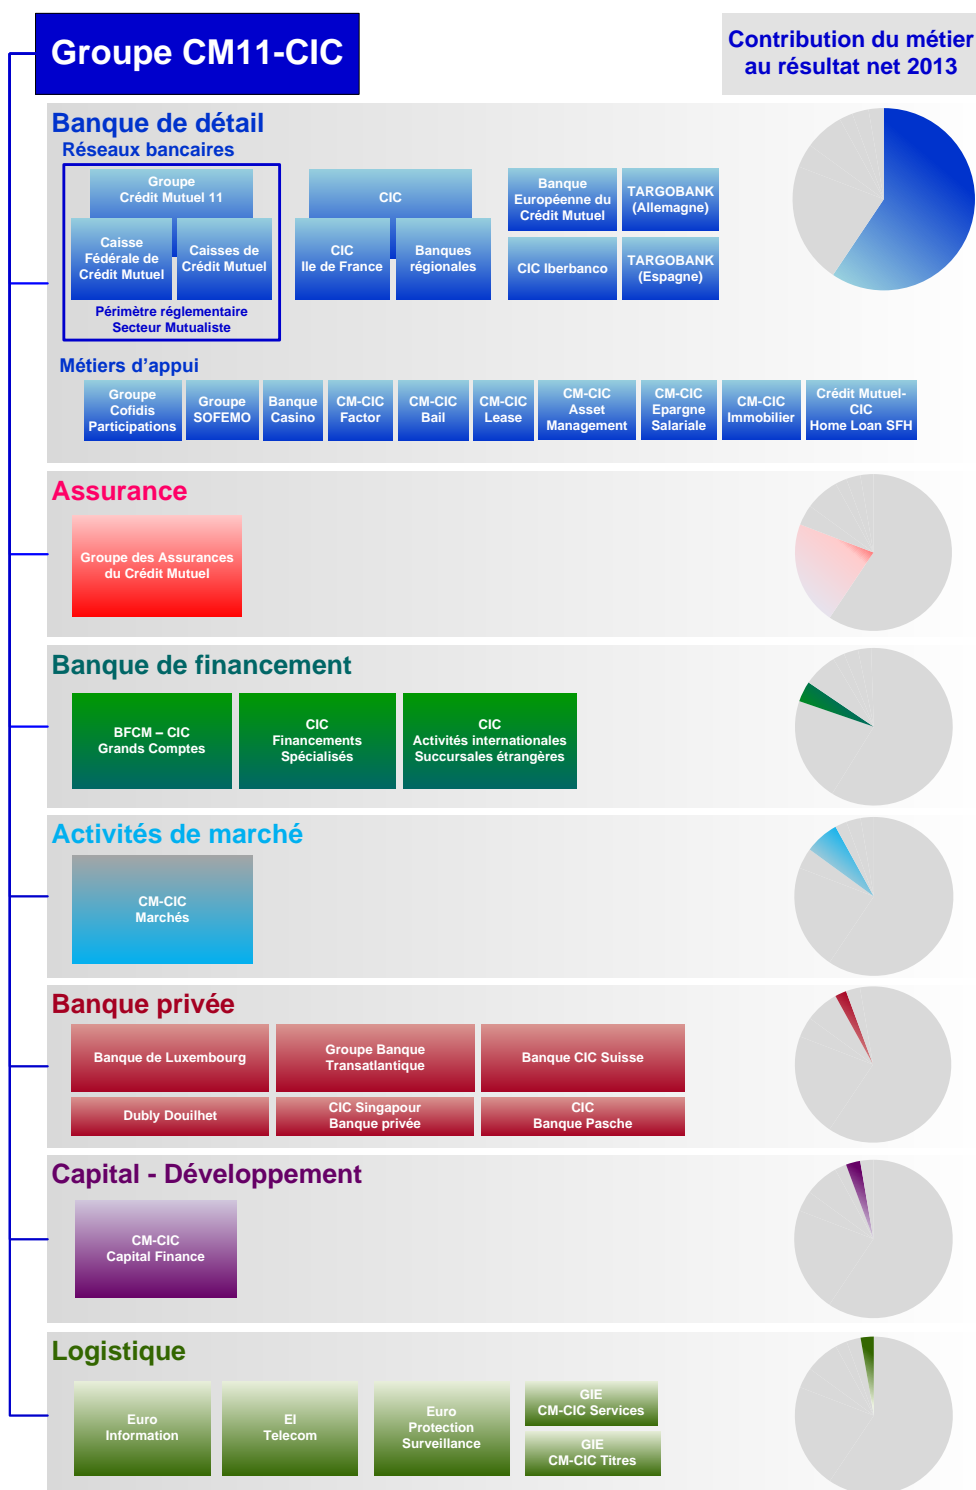 Groupe CM11-CIC
Contribution du métier
au résultat net 2013
Banque de détail
Réseaux bancaires
Groupe
Crédit Mutuel 11
Caisse
Fédérale de
Crédit Mutuel
Caisses de
Crédit Mutuel
Périmètre réglementaire
Secteur Mutualiste
CIC
CIC
Ile de France
Banques
régionales
Banque
Européenne du
Crédit Mutuel
TARGOBANK
(Allemagne)
CIC Iberbanco
TARGOBANK
(Espagne)
Métiers d'appui
Groupe
Cofidis
Participations
Groupe
SOFEMO
Banque
Casino
CM-CIC
Factor
CM-CIC
Bail
CM-CIC
Lease
CM-CIC
Asset
Management
CM-CIC
Epargne
Salariale
CM-CIC
Immobilier
Crédit Mutuel-
CIC
Home Loan SFH
Assurance
Groupe des Assurances
du Crédit Mutuel
Banque de financement
BFCM – CIC
Grands Comptes
CIC
Financements
Spécialisés
CIC
Activités internationales
Succursales étrangères
Activités de marché
CM-CIC
Marchés
Banque privée
Banque de Luxembourg
Groupe Banque
Transatlantique
Banque CIC Suisse
Dubly Douilhet
CIC Singapour
Banque privée
CIC
Banque Pasche
Capital - Développement
CM-CIC
Capital Finance
Logistique
Euro
Information
EI
Telecom
Euro
Protection
Surveillance
GIE
CM-CIC Services
GIE
CM-CIC Titres